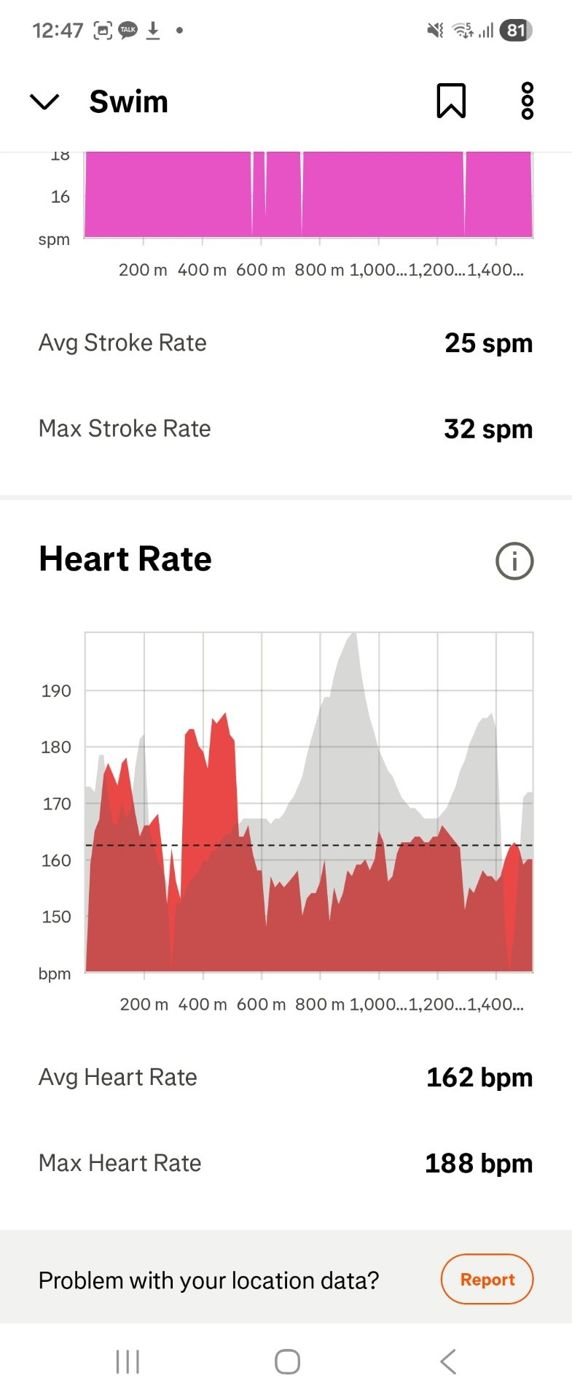 12:47 TALK 81
Swim
18
16
spm
200 m 400 m 600 m 800 m 1,000...1,200...1,400...
Avg Stroke Rate 25 spm
Max Stroke Rate 32 spm
Heart Rate
190
180
170
160
150
bpm
200 m 400 m 600 m 800 m 1,000...1,200...1,400...
Avg Heart Rate 162 bpm
Max Heart Rate 188 bpm
Problem with your location data? Report